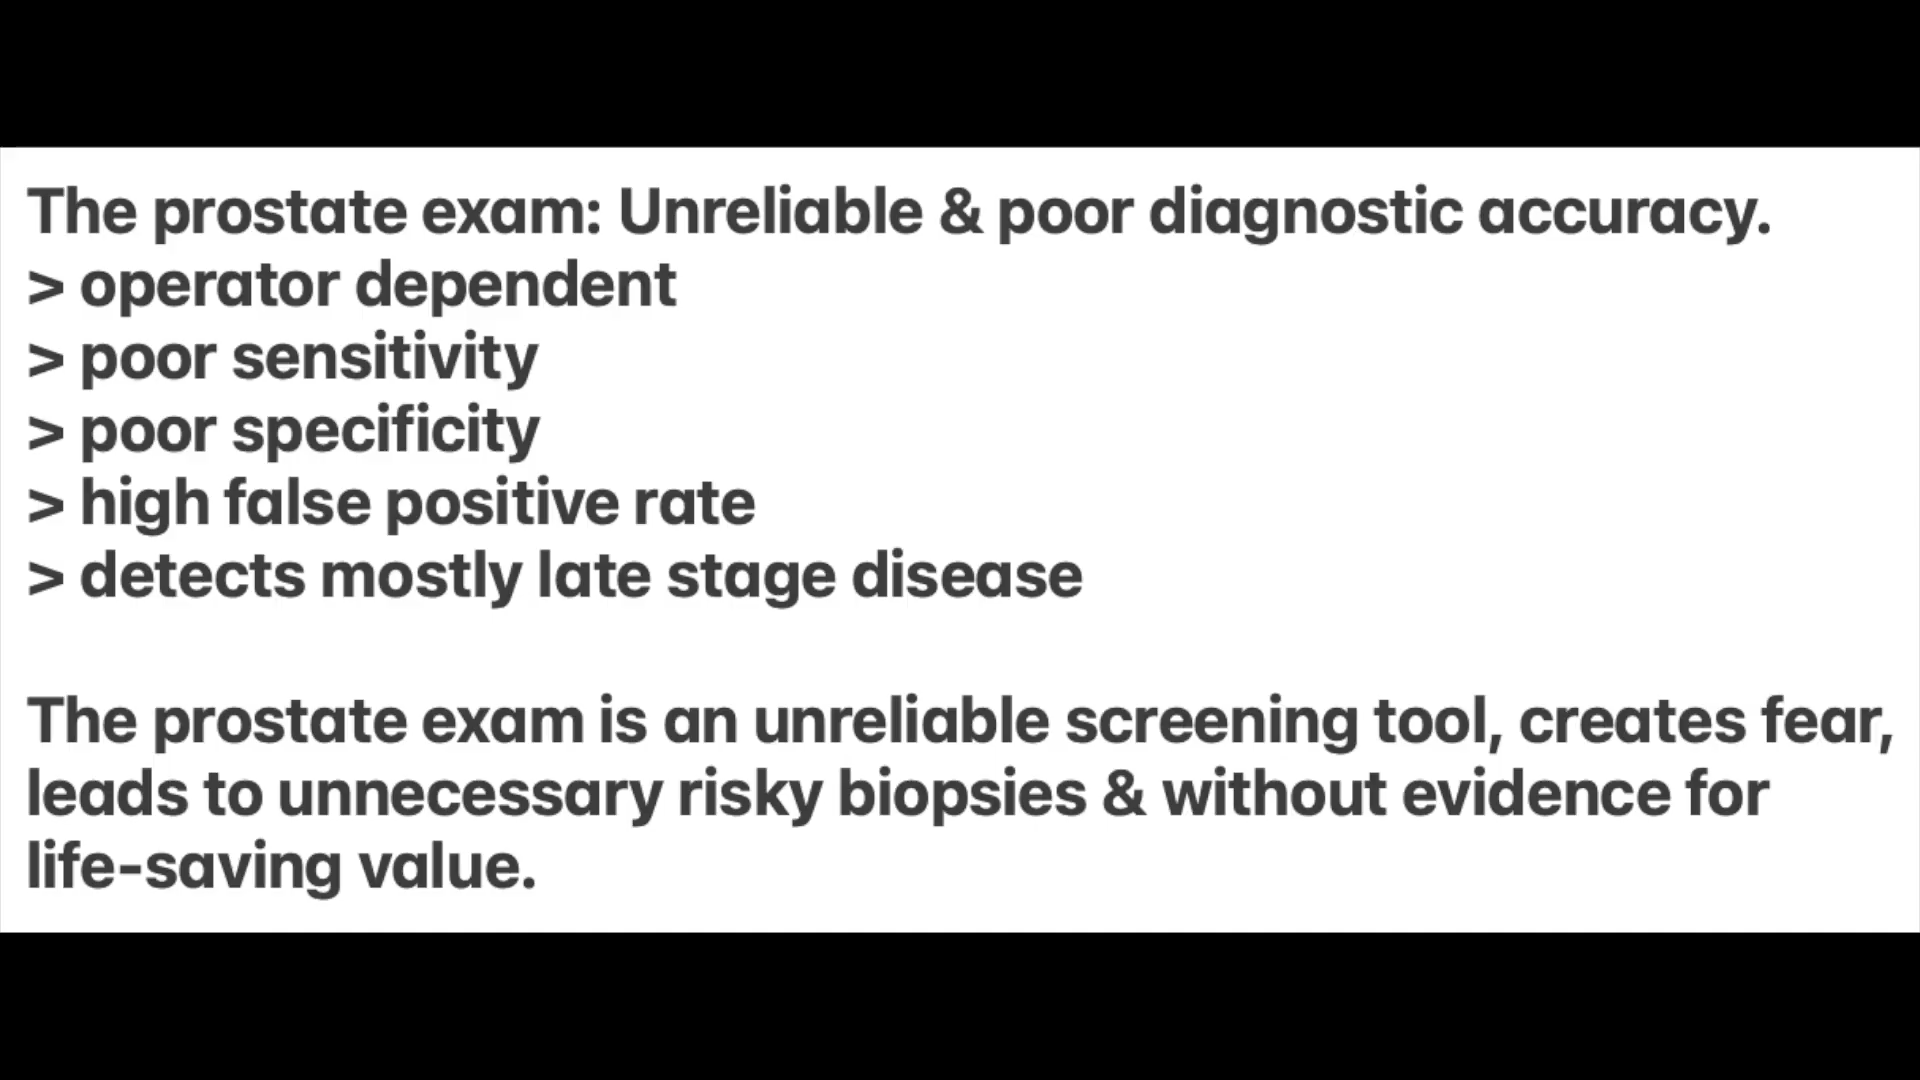 The prostate exam: Unreliable & poor diagnostic accuracy.
> operator dependent
> poor sensitivity
> poor specificity
> high false positive rate
> detects mostly late stage disease
The prostate exam is an unreliable screening tool, creates fear,
leads to unnecessary risky biopsies & without evidence for
life-saving value.